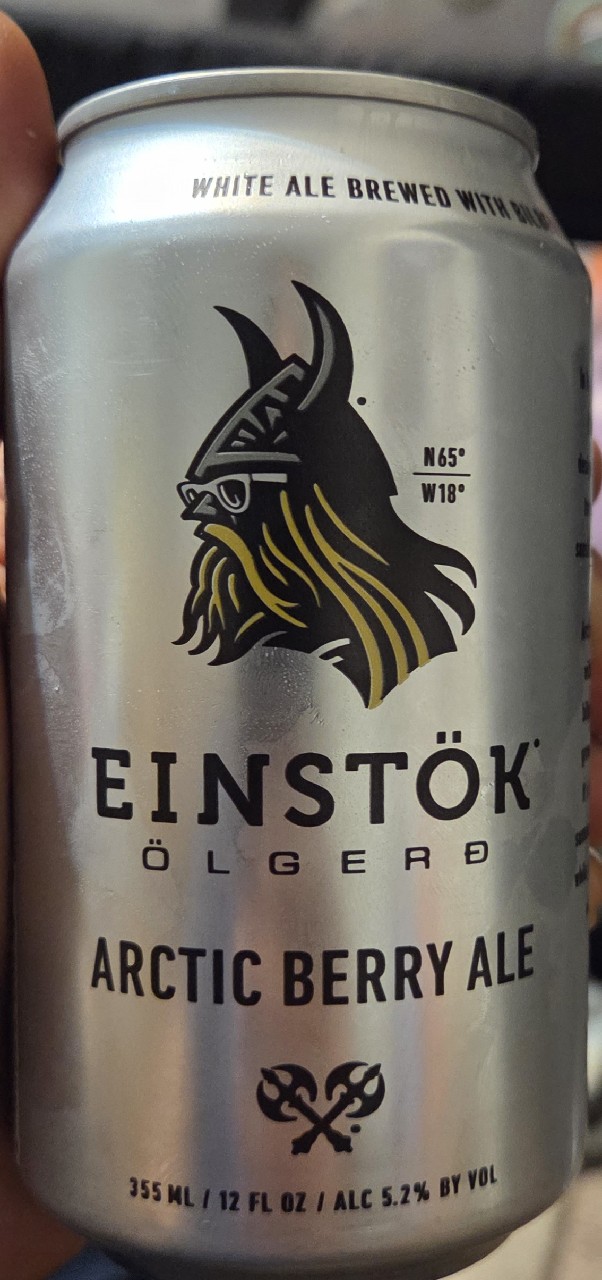 WHITE ALE BREWED WITH
N65°
W18°
EINSTÖK
ÖLGERÐ
ARCTIC BERRY ALE
355 ML / 12 FL OZ / ALC 5.2% BY VOL